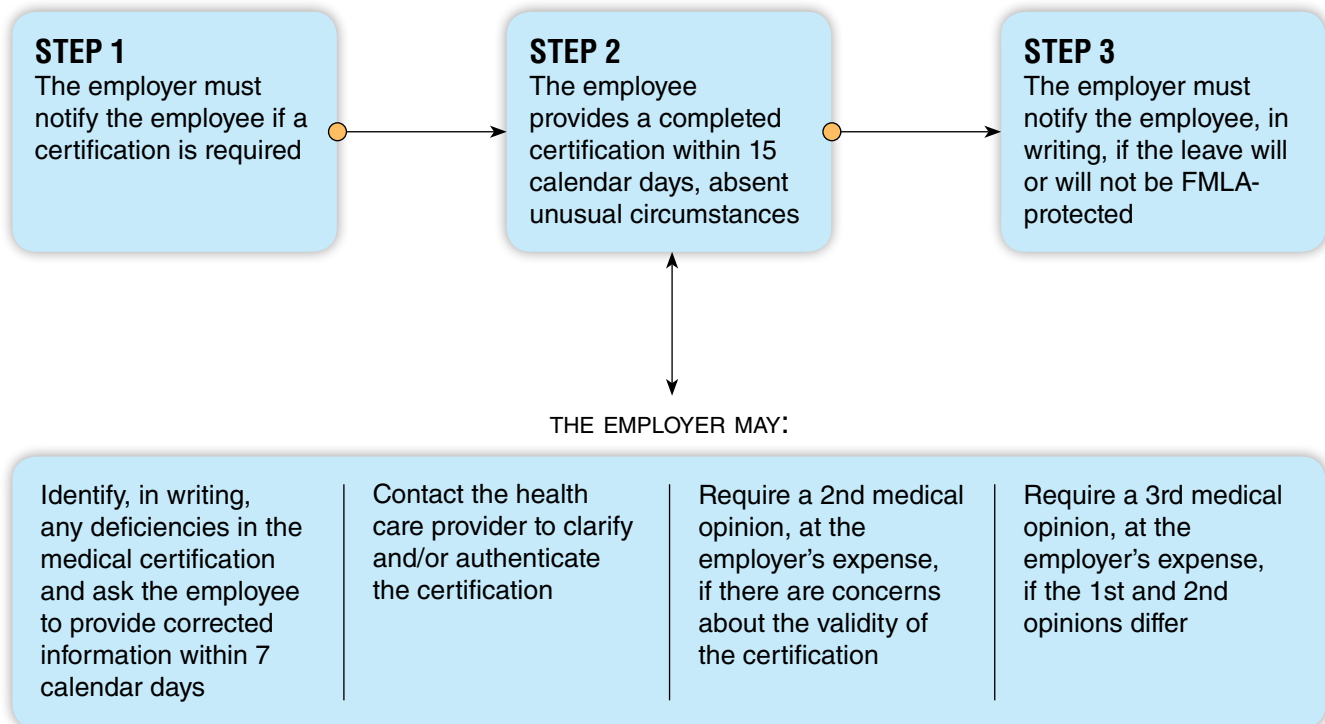 STEP 1
The employer must
notify the employee if a
certification is required
STEP 2
The employee
provides a completed
certification within 15
calendar days, absent
unusual circumstances
STEP 3
The employer must
notify the employee, in
writing, if the leave will
or will not be FMLA-
protected
THE EMPLOYER MAY:
Identify, in writing,
any deficiencies in the
medical certification
and ask the employee
to provide corrected
information within 7
calendar days
Contact the health
care provider to clarify
and/or authenticate
the certification
Require a 2nd medical
opinion, at the
employer’s expense,
if there are concerns
about the validity of
the certification
Require a 3rd medical
opinion, at the
employer’s expense,
if the 1st and 2nd
opinions differ